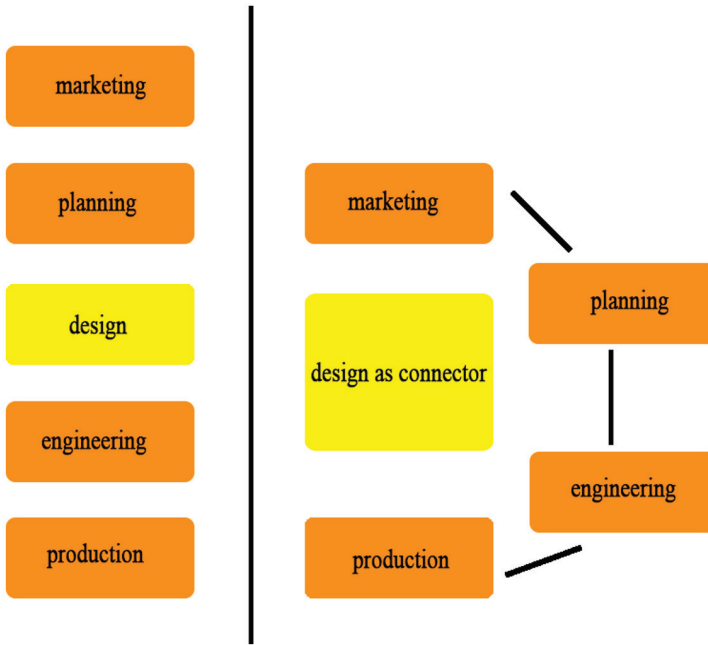 marketing
planning
design
engineering
production
marketing
planning
design as connector
engineering
production